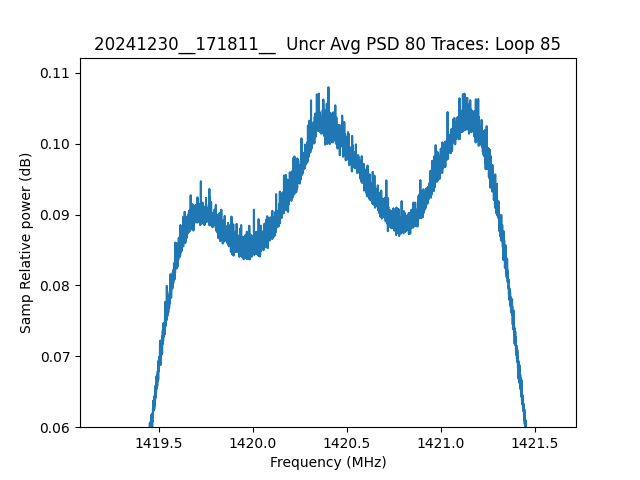 20241230__171811__  Uncr Avg PSD 80 Traces: Loop 85
0.11
0.10
0.09
0.08
0.07
0.06
Samp Relative power (dB)
1419.5 1420.0 1420.5 1421.0 1421.5
Frequency (MHz)